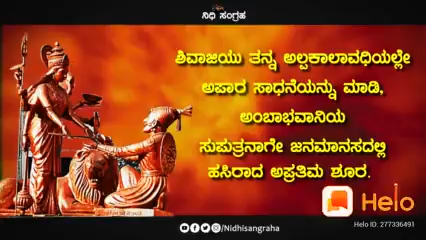 ನಿಧಿ ಸಂಗ್ರಹ
ಶಿವಾಜಿಯು ತನ್ನ ಅಲ್ಪಕಾಲಾವಧಿಯಲ್ಲೇ
ಅಪಾರ ಸಾಧನೆಯನ್ನು ಮಾಡಿ,
ಅಂಬಾಭವಾನಿಯ
ಸುಪುತ್ರನಾಗೇ ಜನಮಾನಸದಲ್ಲಿ
ಹಸಿರಾದ ಅಪ್ರತಿಮ ಶೂರ.
Helo
Helo ID: 277336491
/Nidhisangraha